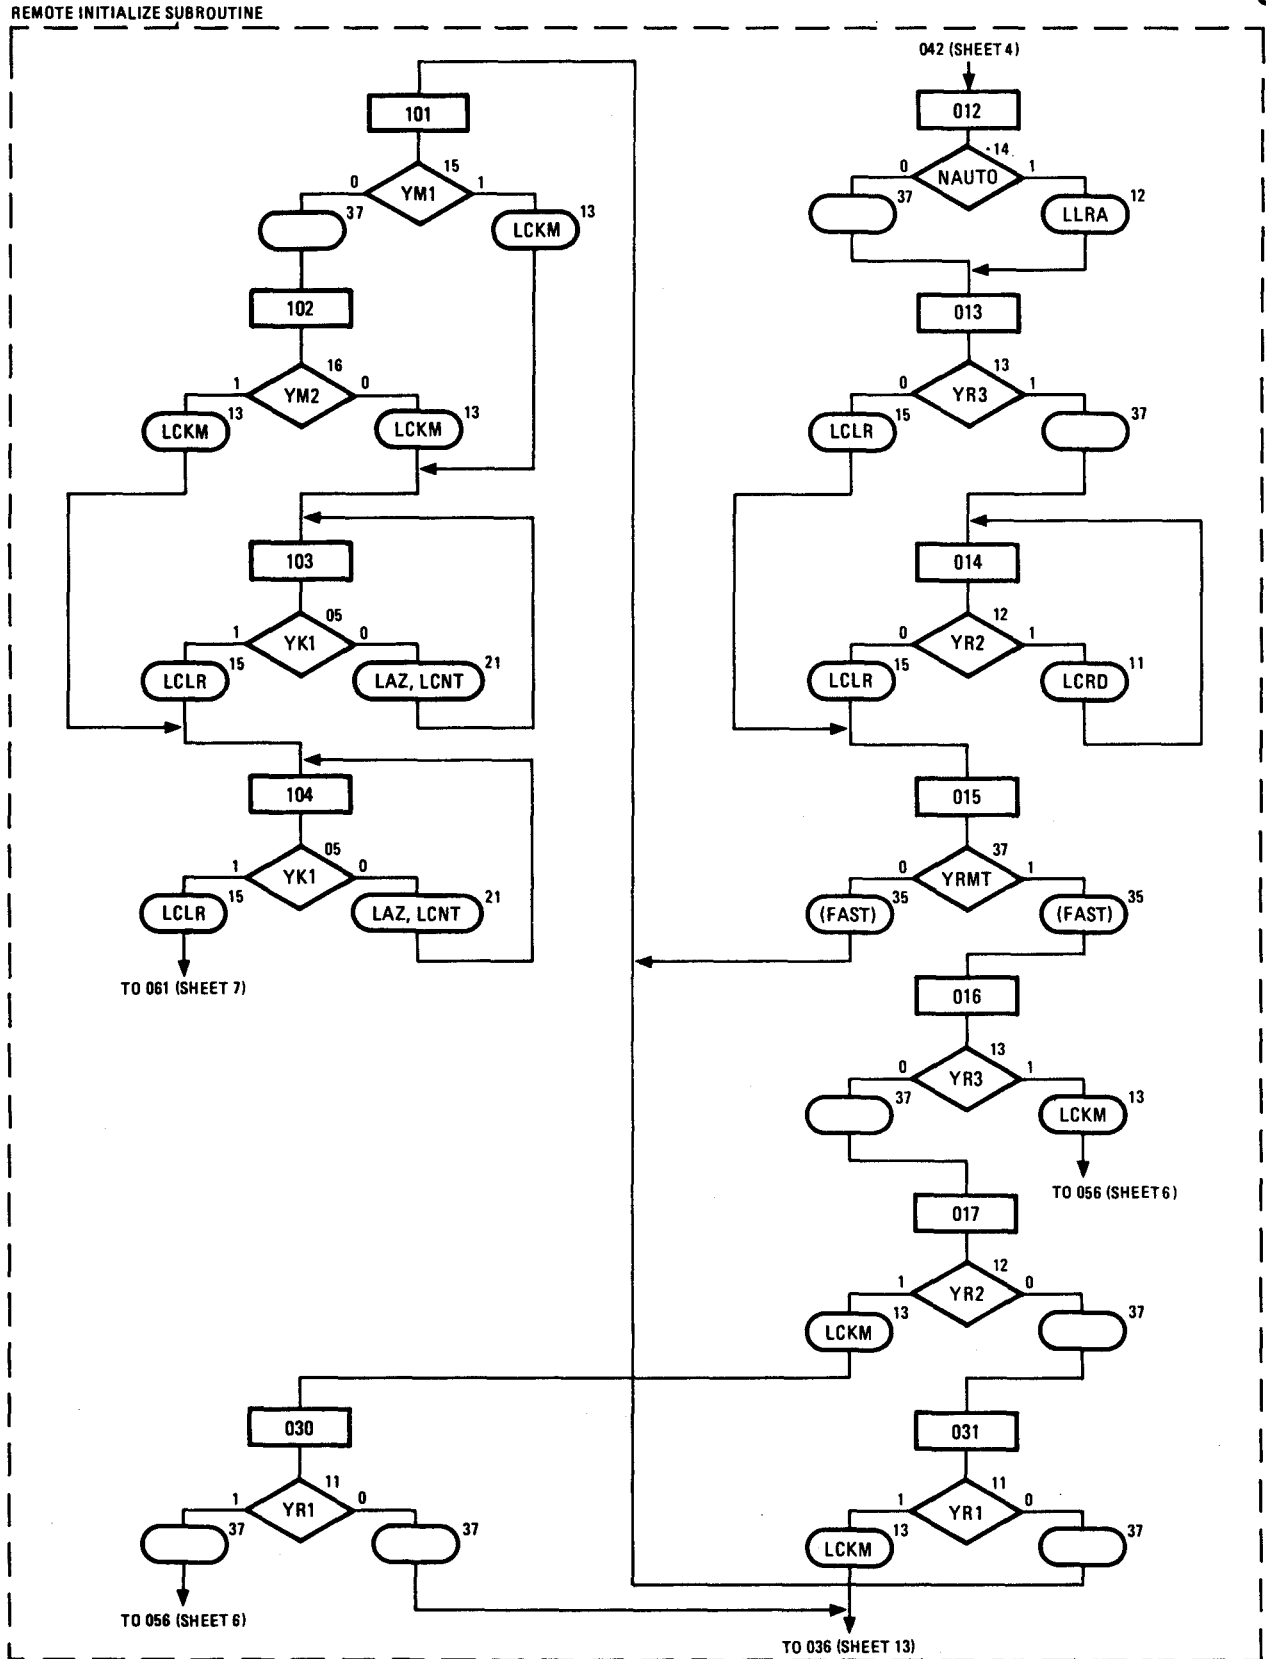 REMOTE INITIALIZE SUBROUTINE
042 (SHEET 4)
101
012
15
0 YM1 1
14
0 NAUTO 1
37
LCKM 13
37
LLRA 12
102
013
16
1 YM2 0
13
0 YR3 1
LCKM 13
LCKM 13
LCLR 15
37
103
014
05
1 YK1 0
12
0 YR2 1
LCLR 15
LAZ, LCNT 21
LCLR 15
LCRD 11
104
015
05
1 YK1 0
37
0 YRMT 1
LCLR 15
LAZ, LCNT 21
(FAST) 35
(FAST) 35
TO 061 (SHEET 7)
016
13
0 YR3 1
37
LCKM 13
TO 056 (SHEET 6)
017
12
1 YR2 0
LCKM 13
37
030
031
11
1 YR1 0
11
1 YR1 0
37
37
LCKM 13
37
TO 056 (SHEET 6)
TO 036 (SHEET 13)